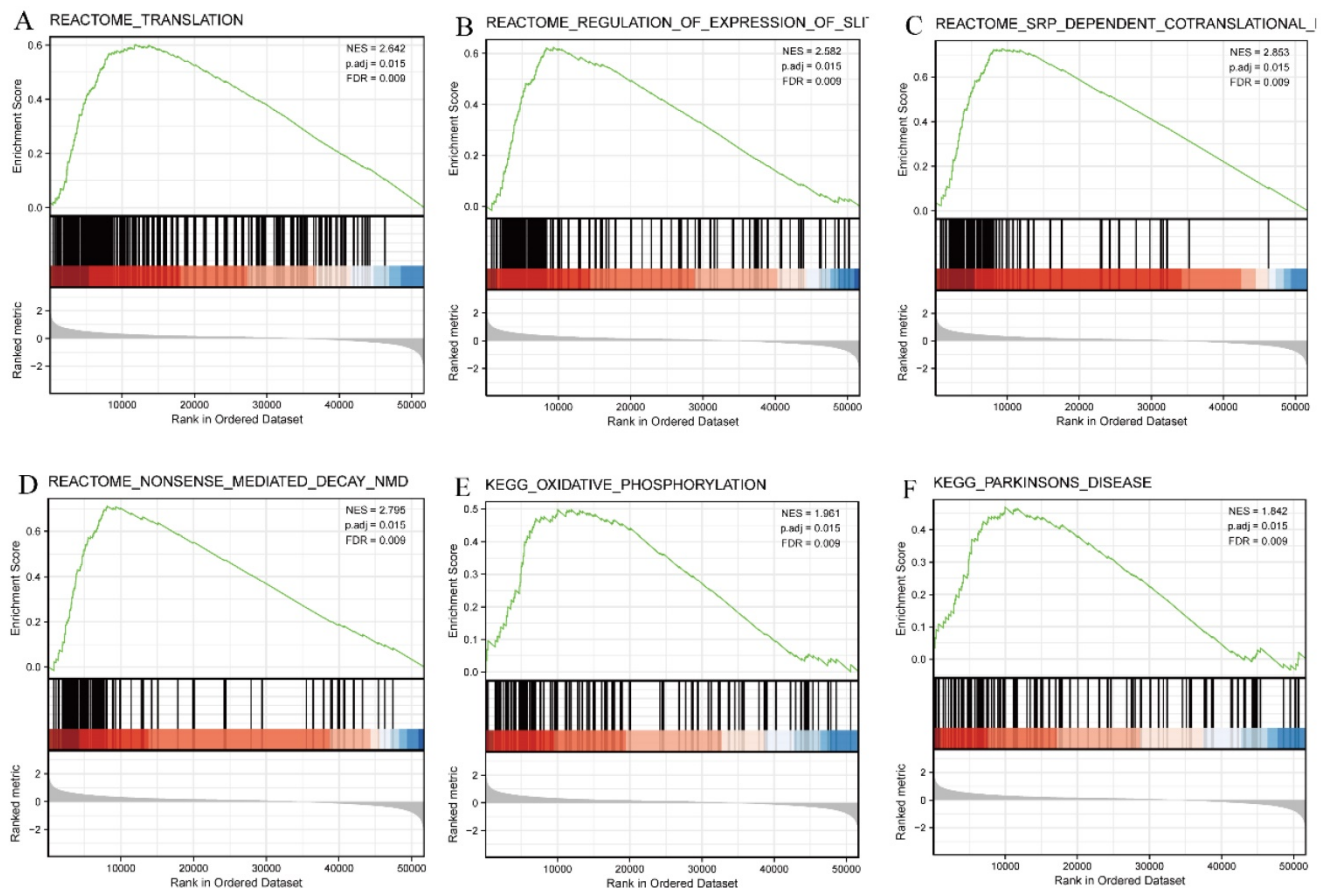 A REACTOME_TRANSLATION
NES = 2.642
p.adj = 0.015
FDR = 0.009
0.6
0.4
0.2
0.0
Enrichment Score
2
0
−2
Ranked metric
10000 20000 30000 40000 50000
Rank in Ordered Dataset
B REACTOME_REGULATION_OF_EXPRESSION_OF_SLI
NES = 2.582
p.adj = 0.015
FDR = 0.009
0.6
0.4
0.2
0.0
Enrichment Score
2
0
−2
Ranked metric
10000 20000 30000 40000 50000
Rank in Ordered Dataset
C REACTOME_SRP_DEPENDENT_COTRANSLATIONAL_
NES = 2.853
p.adj = 0.015
FDR = 0.009
0.6
0.4
0.2
0.0
Enrichment Score
2
0
−2
Ranked metric
10000 20000 30000 40000 50000
Rank in Ordered Dataset
D REACTOME_NONSENSE_MEDIATED_DECAY_NMD
NES = 2.795
p.adj = 0.015
FDR = 0.009
0.6
0.4
0.2
0.0
Enrichment Score
2
0
−2
Ranked metric
10000 20000 30000 40000 50000
Rank in Ordered Dataset
E KEGG_OXIDATIVE_PHOSPHORYLATION
NES = 1.961
p.adj = 0.015
FDR = 0.009
0.5
0.4
0.3
0.2
0.1
0.0
Enrichment Score
2
0
−2
Ranked metric
10000 20000 30000 40000 50000
Rank in Ordered Dataset
F KEGG_PARKINSONS_DISEASE
NES = 1.842
p.adj = 0.015
FDR = 0.009
0.4
0.3
0.2
0.1
0.0
Enrichment Score
2
0
−2
Ranked metric
10000 20000 30000 40000 50000
Rank in Ordered Dataset